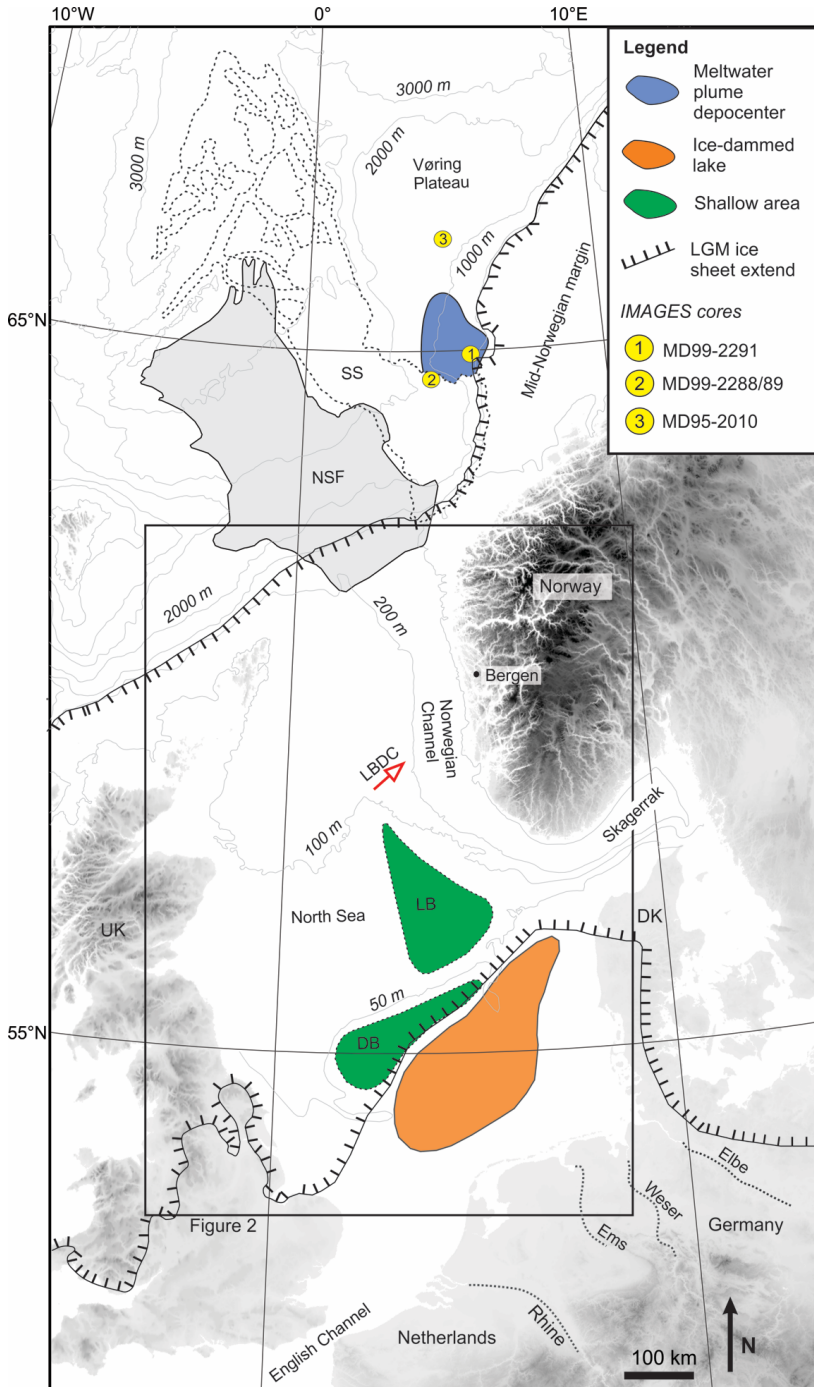 10°W
0°
10°E
Legend
Meltwater
plume
depocenter
Ice-dammed
lake
Shallow area
LGM ice
sheet extend
IMAGES cores
1 MD99-2291
2 MD99-2288/89
3 MD95-2010
3000 m
3000 m
2000 m
Vøring
Plateau
3
1000 m
Mid-Norwegian margin
65°N
1
SS
2
NSF
2000 m
200 m
Norway
Bergen
Norwegian
Channel
LBDC
Skagerrak
100 m
LB
North Sea
UK
DK
50 m
55°N
DB
Elbe
Weser
Figure 2
Germany
Ems
English Channel
Netherlands
Rhine
N
100 km